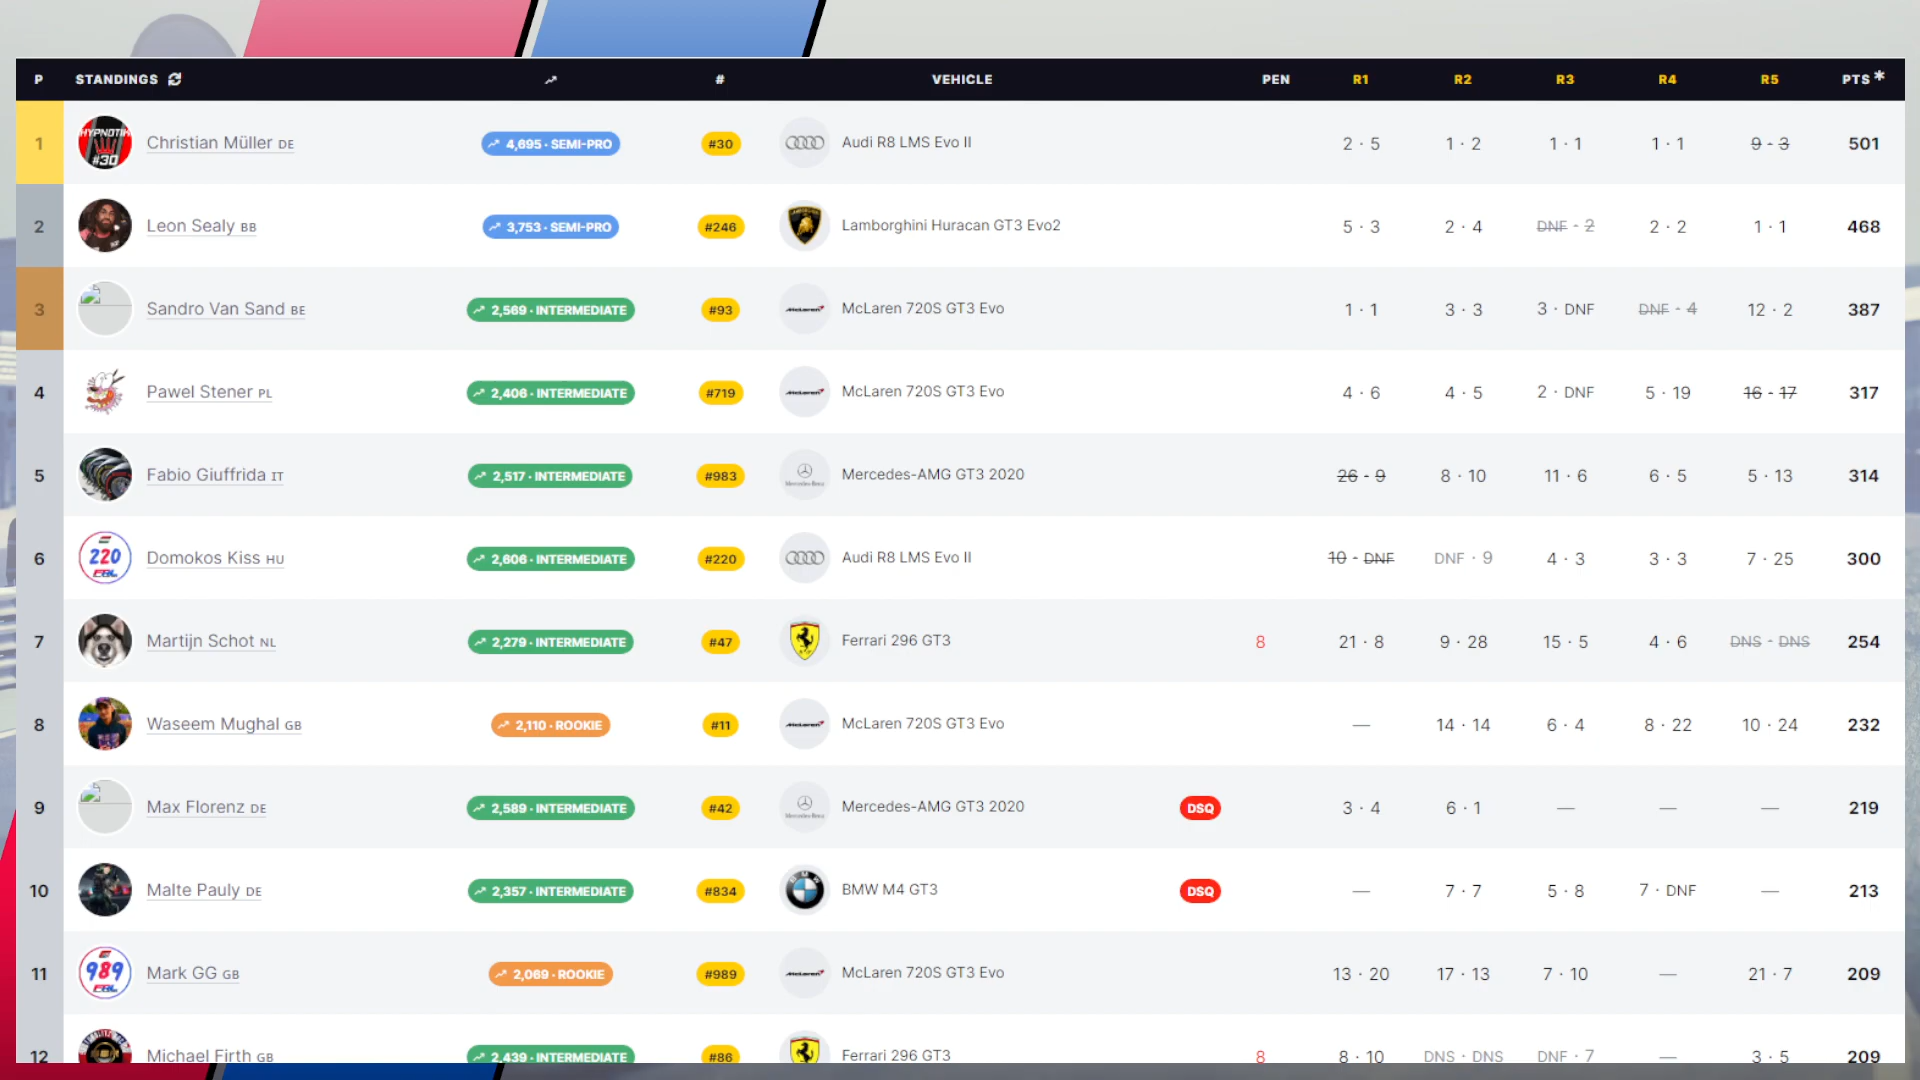 P STANDINGS # VEHICLE PEN R1 R2 R3 R4 R5 PTS*
1 HYPNOTIK #30 Christian Müller DE 4,695 · SEMI-PRO #30 Audi R8 LMS Evo II 2 · 5 1 · 2 1 · 1 1 · 1 9 - 3 501
2 Leon Sealy BB 3,753 · SEMI-PRO #246 Lamborghini Huracan GT3 Evo2 5 · 3 2 · 4 DNF - 2 2 · 2 1 · 1 468
3 Sandro Van Sand BE 2,569 · INTERMEDIATE #93 McLaren McLaren 720S GT3 Evo 1 · 1 3 · 3 3 · DNF DNF - 4 12 · 2 387
4 Pawel Stener PL 2,406 · INTERMEDIATE #719 McLaren McLaren 720S GT3 Evo 4 · 6 4 · 5 2 · DNF 5 · 19 16 - 17 317
5 Fabio Giuffrida IT 2,517 · INTERMEDIATE #983 Mercedes-Benz Mercedes-AMG GT3 2020 26 - 9 8 · 10 11 · 6 6 · 5 5 · 13 314
6 220 Domokos Kiss HU 2,606 · INTERMEDIATE #220 Audi R8 LMS Evo II 10 - DNF DNF · 9 4 · 3 3 · 3 7 · 25 300
7 Martijn Schot NL 2,279 · INTERMEDIATE #47 Ferrari 296 GT3 8 21 · 8 9 · 28 15 · 5 4 · 6 DNS - DNS 254
8 Waseem Mughal GB 2,110 · ROOKIE #11 McLaren McLaren 720S GT3 Evo — 14 · 14 6 · 4 8 · 22 10 · 24 232
9 Max Florenz DE 2,589 · INTERMEDIATE #42 Mercedes-Benz Mercedes-AMG GT3 2020 DSQ 3 · 4 6 · 1 — — — 219
10 Malte Pauly DE 2,357 · INTERMEDIATE #834 BMW BMW M4 GT3 DSQ — 7 · 7 5 · 8 7 · DNF — 213
11 989 Mark GG GB 2,069 · ROOKIE #989 McLaren McLaren 720S GT3 Evo 13 · 20 17 · 13 7 · 10 — 21 · 7 209
12 Michael Firth GB 2,439 · INTERMEDIATE #86 Ferrari 296 GT3 8 8 · 10 DNS · DNS DNF · 7 — 3 · 5 209